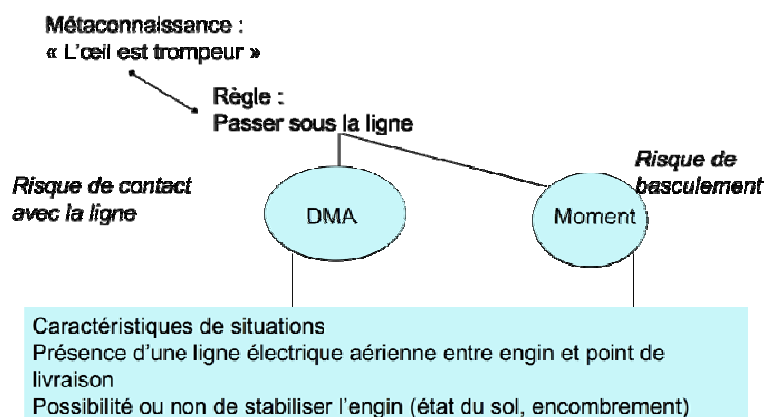 Métaconnaissance :
« L’œil est trompeur »
Règle :
Passer sous la ligne
Risque de contact
avec la ligne
DMA
Moment
Risque de
basculement
Caractéristiques de situations
Présence d’une ligne électrique aérienne entre engin et point de
livraison
Possibilité ou non de stabiliser l’engin (état du sol, encombrement)